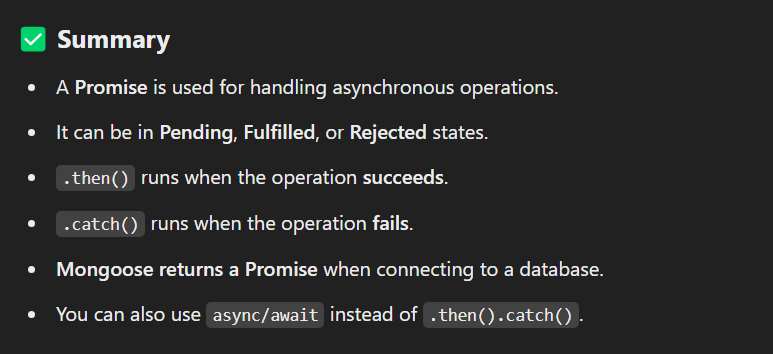 ✅ Summary
• A Promise is used for handling asynchronous operations.
• It can be in Pending, Fulfilled, or Rejected states.
• .then() runs when the operation succeeds.
• .catch() runs when the operation fails.
• Mongoose returns a Promise when connecting to a database.
• You can also use async/await instead of .then().catch().